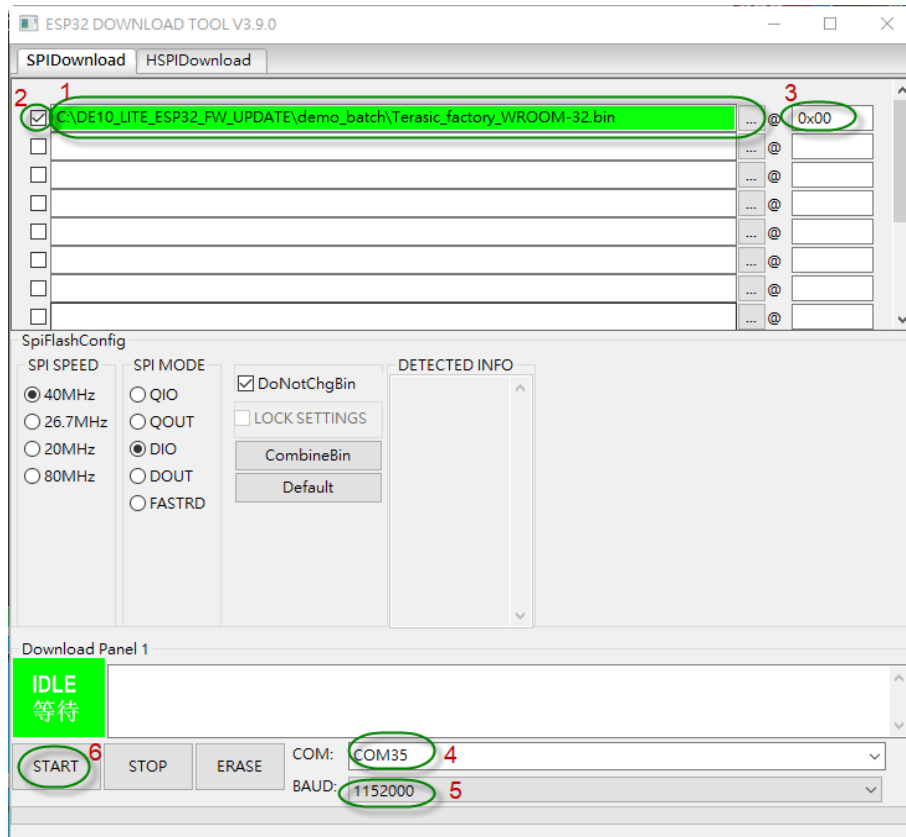 ESP32 DOWNLOAD TOOL V3.9.0
SPIDownload HSPIDownload
2 1 3
C:\DE10_LITE_ESP32_FW_UPDATE\demo_batch\Terasic_factory_WROOM-32.bin ... @ 0x00
... @
... @
... @
... @
... @
... @
... @
SpiFlashConfig
SPI SPEED SPI MODE DETECTED INFO
40MHz QIO DoNotChgBin
26.7MHz QOUT LOCK SETTINGS
20MHz DIO CombineBin
80MHz DOUT Default
FASTRD
Download Panel 1
IDLE
等待
START 6 STOP ERASE COM: COM35 4
BAUD: 1152000 5